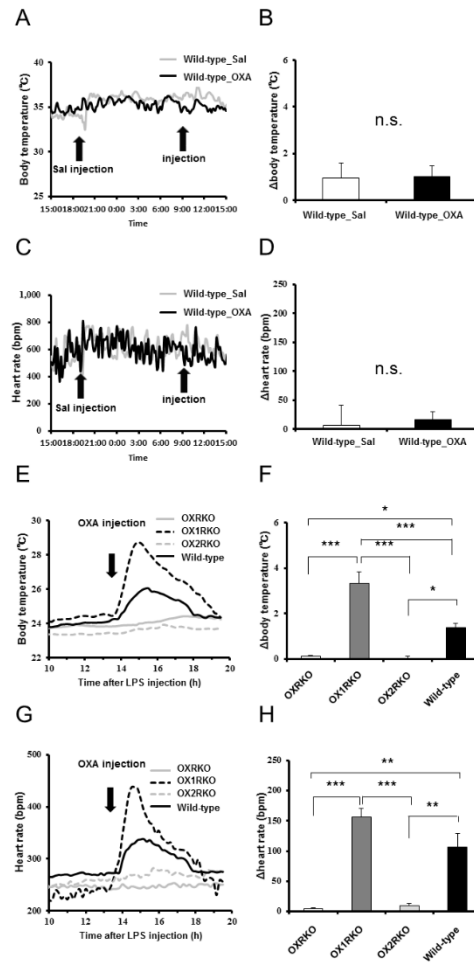 A
B
Wild-type_Sal
Wild-type_OXA
Body temperature (℃)
40
35
30
25
Sal injection
injection
15:00 18:00 21:00 0:00 3:00 6:00 9:00 12:00 15:00
Time
Δbody temperature (℃)
6
4
2
0
n.s.
Wild-type_Sal Wild-type_OXA
C
D
Wild-type_Sal
Wild-type_OXA
Heart rate (bpm)
1,000
800
600
400
200
0
Sal injection
injection
15:00 18:00 21:00 0:00 3:00 6:00 9:00 12:00 15:00
Time
Δheart rate (bpm)
250
200
150
100
50
0
n.s.
Wild-type_Sal Wild-type_OXA
E
F
OXA injection
OXRKO
OX1RKO
OX2RKO
Wild-type
Body temperature (℃)
30
28
26
24
22
10 12 14 16 18 20
Time after LPS injection (h)
Δbody temperature (℃)
6
4
2
0
*
***
*** ***
*
OXRKO OX1RKO OX2RKO Wild-type
G
H
OXA injection
OXRKO
OX1RKO
OX2RKO
Wild-type
Heart rate (bpm)
500
400
300
200
10 12 14 16 18 20
Time after LPS injection (h)
Δheart rate (bpm)
250
200
150
100
50
0
**
*** ***
**
OXRKO OX1RKO OX2RKO Wild-type